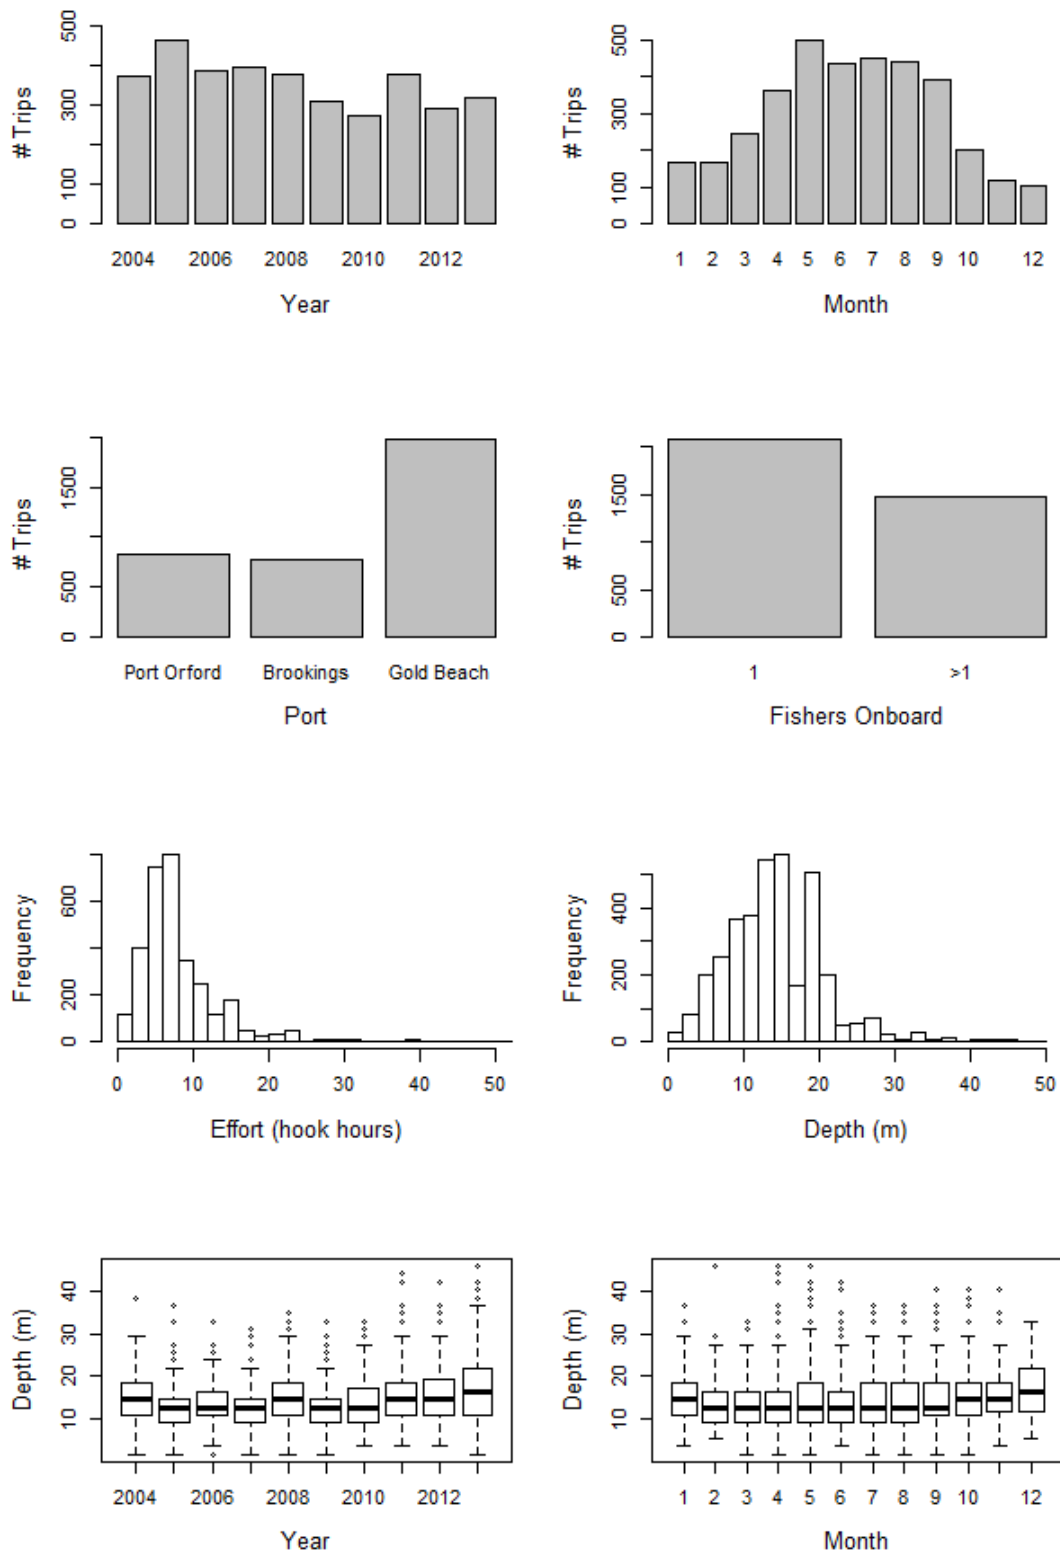 # Trips
500
300
100
0
2004 2006 2008 2010 2012
Year
# Trips
500
300
100
0
1 2 3 4 5 6 7 8 9 10 12
Month
# Trips
1500
500
0
Port Orford Brookings Gold Beach
Port
# Trips
1500
500
0
1 >1
Fishers Onboard
Frequency
600
200
0
0 10 20 30 40 50
Effort (hook hours)
Frequency
400
200
0
0 10 20 30 40 50
Depth (m)
Depth (m)
40
30
20
10
2004 2006 2008 2010 2012
Year
Depth (m)
40
30
20
10
1 2 3 4 5 6 7 8 9 10 12
Month